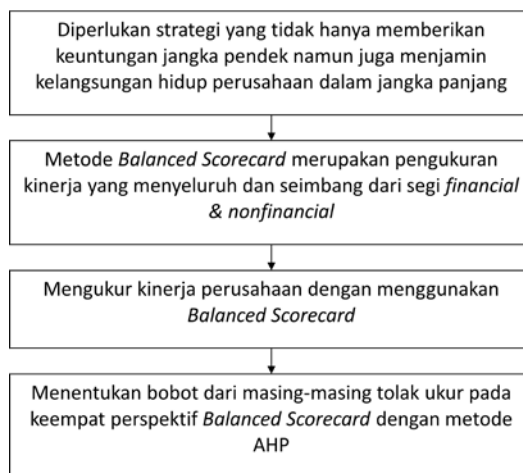 Diperlukan strategi yang tidak hanya memberikan
keuntungan jangka pendek namun juga menjamin
kelangsungan hidup perusahaan dalam jangka panjang
Metode Balanced Scorecard merupakan pengukuran
kinerja yang menyeluruh dan seimbang dari segi financial
& nonfinancial
Mengukur kinerja perusahaan dengan menggunakan
Balanced Scorecard
Menentukan bobot dari masing-masing tolak ukur pada
keempat perspektif Balanced Scorecard dengan metode
AHP